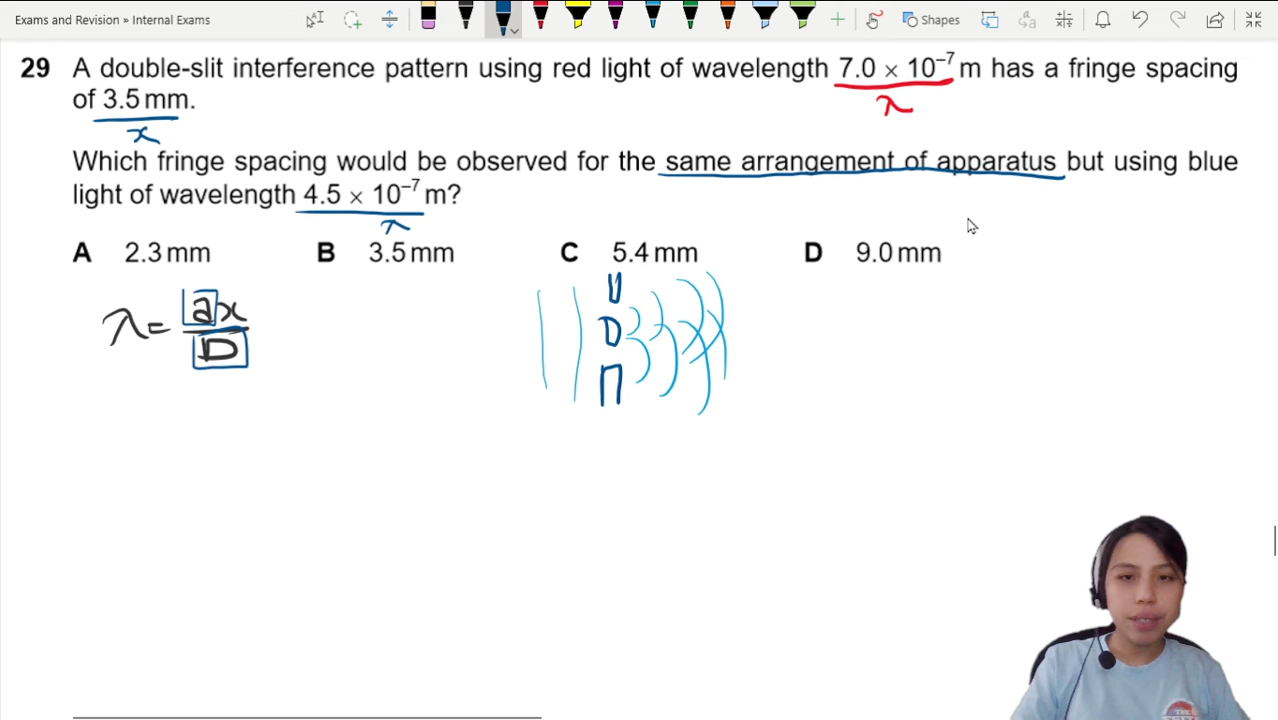 Exams and Revision » Internal Exams
Shapes
29 A double-slit interference pattern using red light of wavelength 7.0 × 10⁻⁷ m has a fringe spacing
of 3.5 mm.
λ
x
Which fringe spacing would be observed for the same arrangement of apparatus but using blue
light of wavelength 4.5 × 10⁻⁷ m?
λ
A 2.3 mm B 3.5 mm C 5.4 mm D 9.0 mm
λ = ax
D